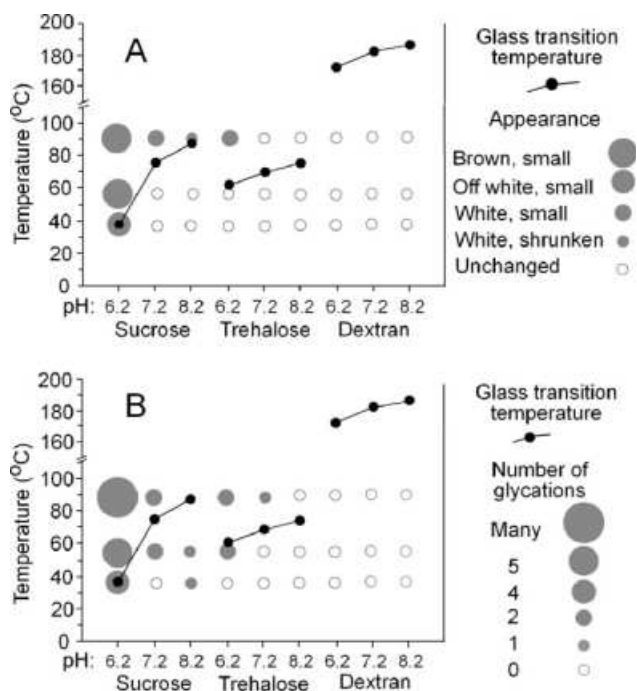 A
Temperature (°C)
200
180
160
100
80
60
40
20
0
pH: 6.2 7.2 8.2 6.2 7.2 8.2 6.2 7.2 8.2
Sucrose Trehalose Dextran
Glass transition
temperature
Appearance
Brown, small
Off white, small
White, small
White, shrunken
Unchanged
B
Temperature (°C)
200
180
160
100
80
60
40
20
0
pH: 6.2 7.2 8.2 6.2 7.2 8.2 6.2 7.2 8.2
Sucrose Trehalose Dextran
Glass transition
temperature
Number of
glycations
Many
5
4
2
1
0